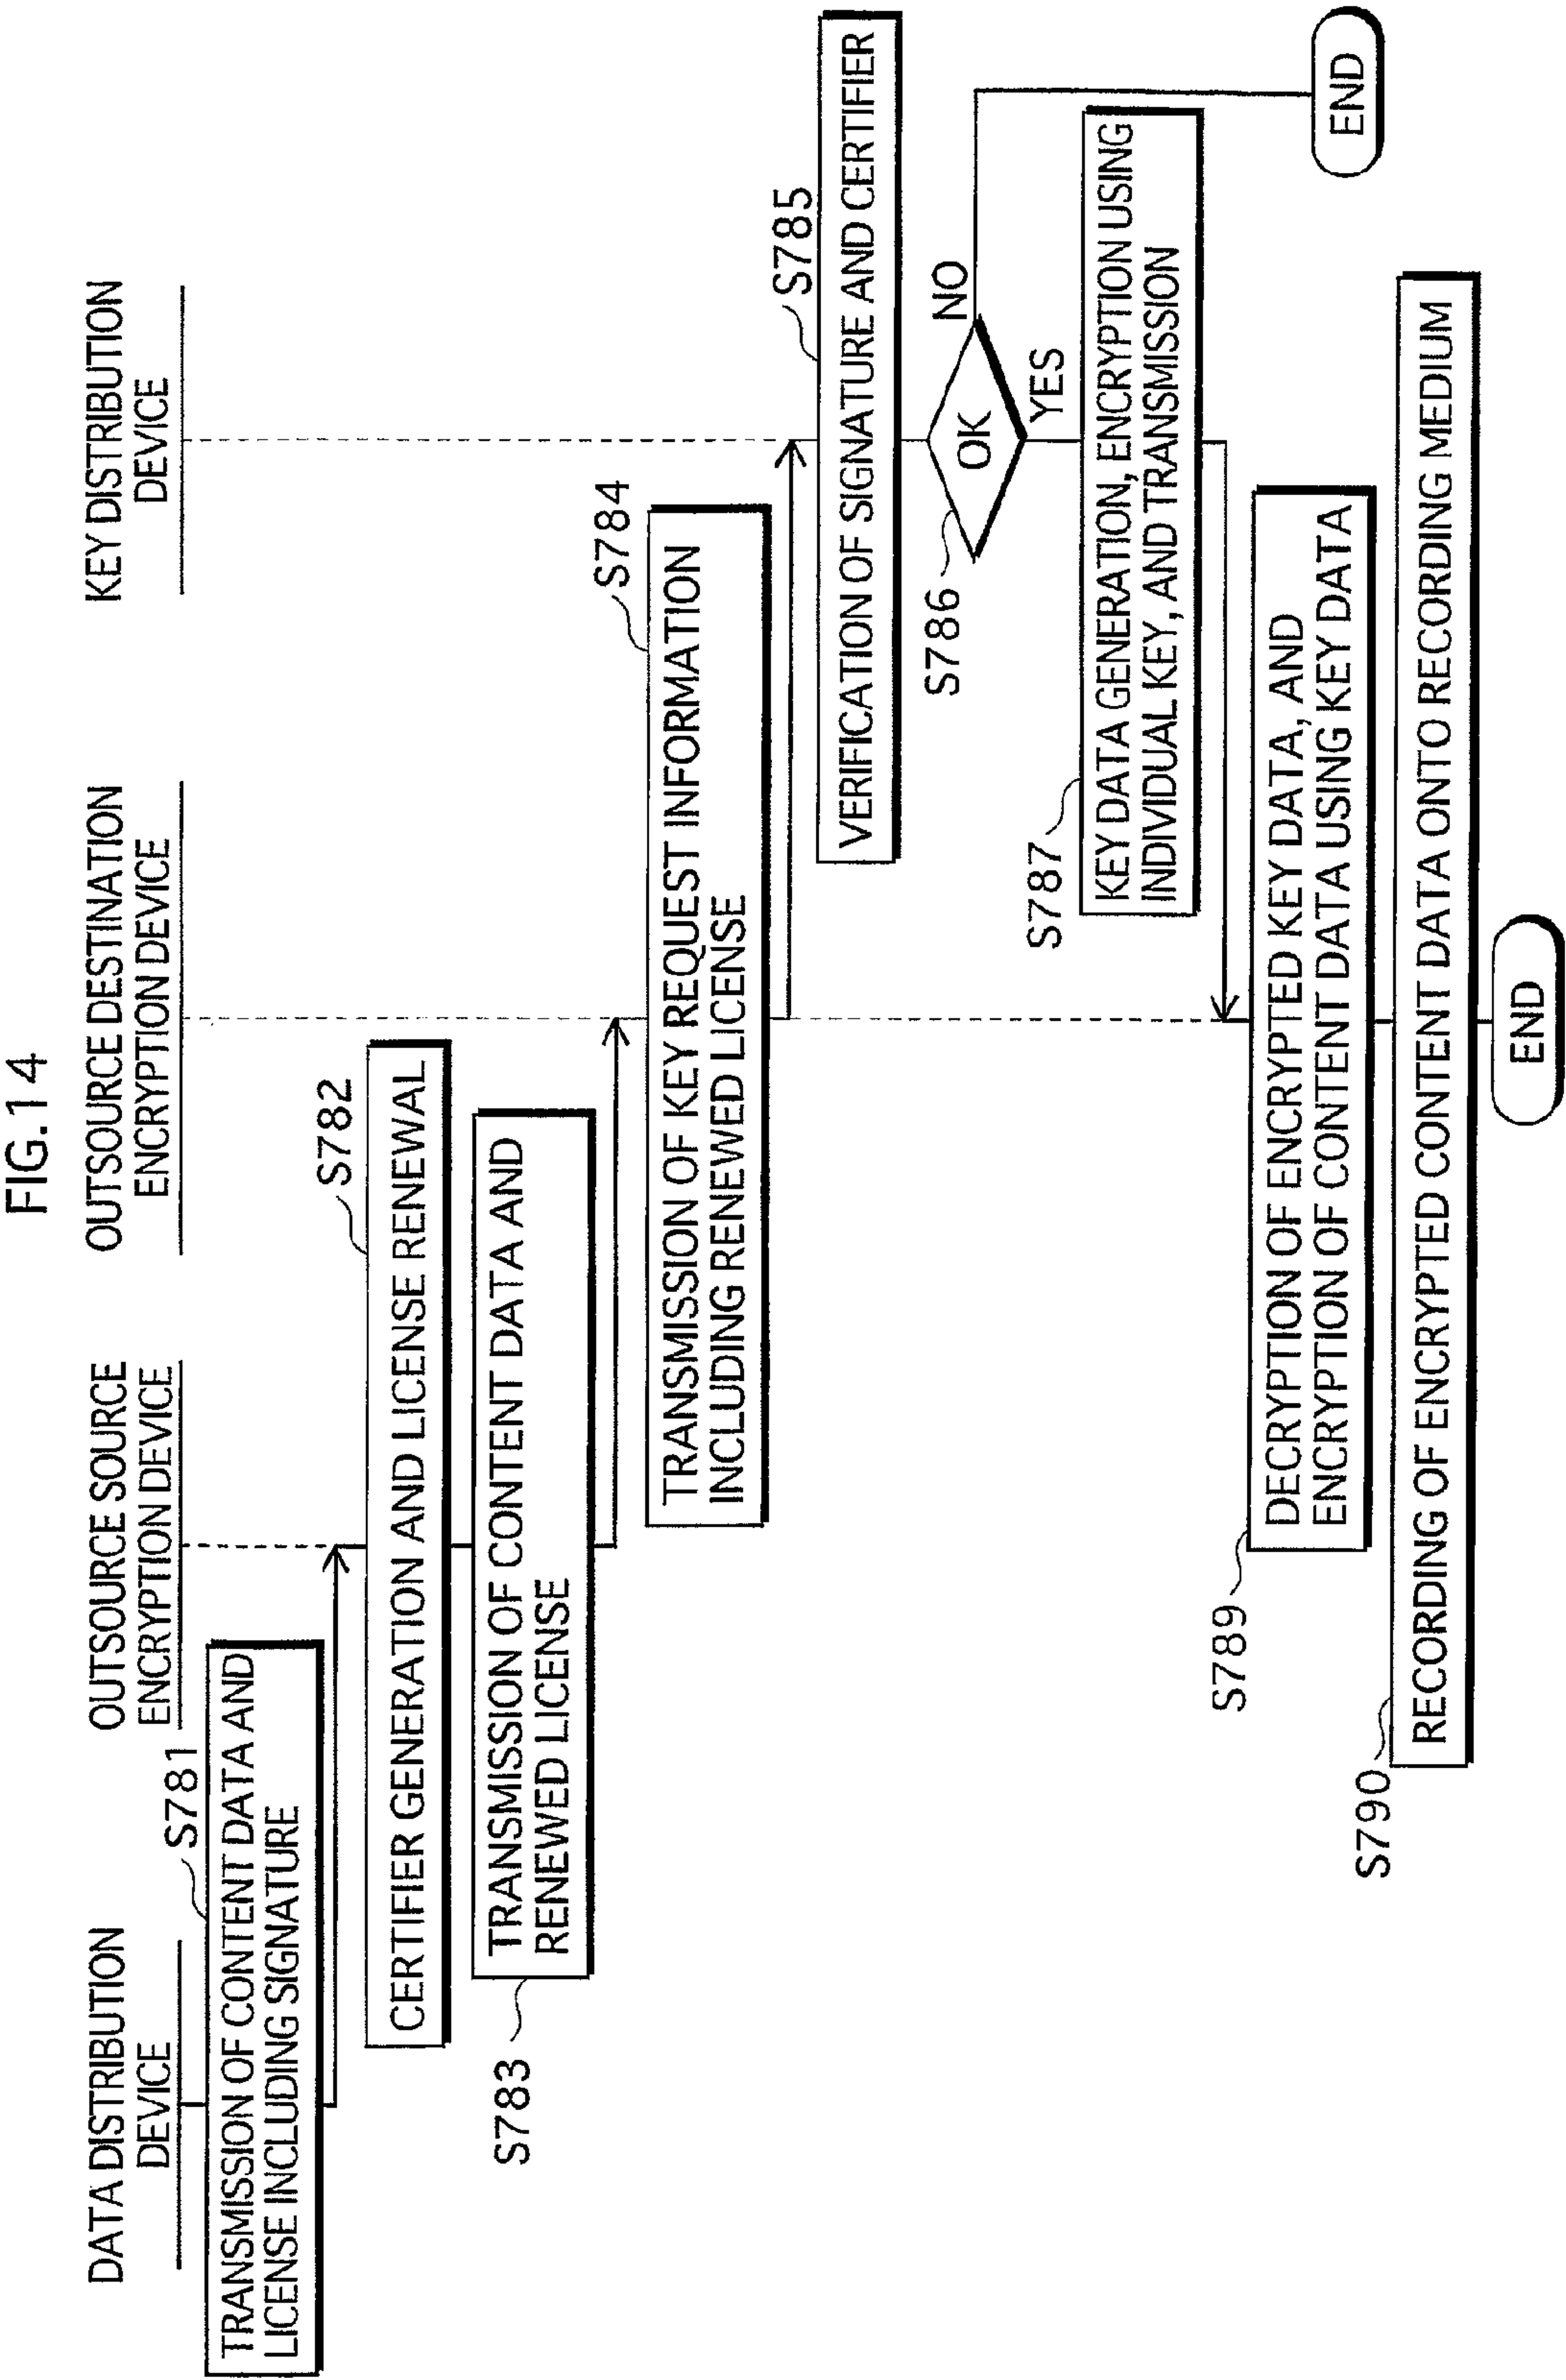 FIG.14
DATA DISTRIBUTION
DEVICE
OUTSOURCE SOURCE
ENCRYPTION DEVICE
OUTSOURCE DESTINATION
ENCRYPTION DEVICE
KEY DISTRIBUTION
DEVICE
S781
TRANSMISSION OF CONTENT DATA AND
LICENSE INCLUDING SIGNATURE
S782
CERTIFIER GENERATION AND LICENSE RENEWAL
S783
TRANSMISSION OF CONTENT DATA AND
RENEWED LICENSE
S784
TRANSMISSION OF KEY REQUEST INFORMATION
INCLUDING RENEWED LICENSE
S785
VERIFICATION OF SIGNATURE AND CERTIFIER
S786
OK
NO
YES
S787
KEY DATA GENERATION, ENCRYPTION USING
INDIVIDUAL KEY, AND TRANSMISSION
END
S789
DECRYPTION OF ENCRYPTED KEY DATA, AND
ENCRYPTION OF CONTENT DATA USING KEY DATA
S790
RECORDING OF ENCRYPTED CONTENT DATA ONTO RECORDING MEDIUM
END